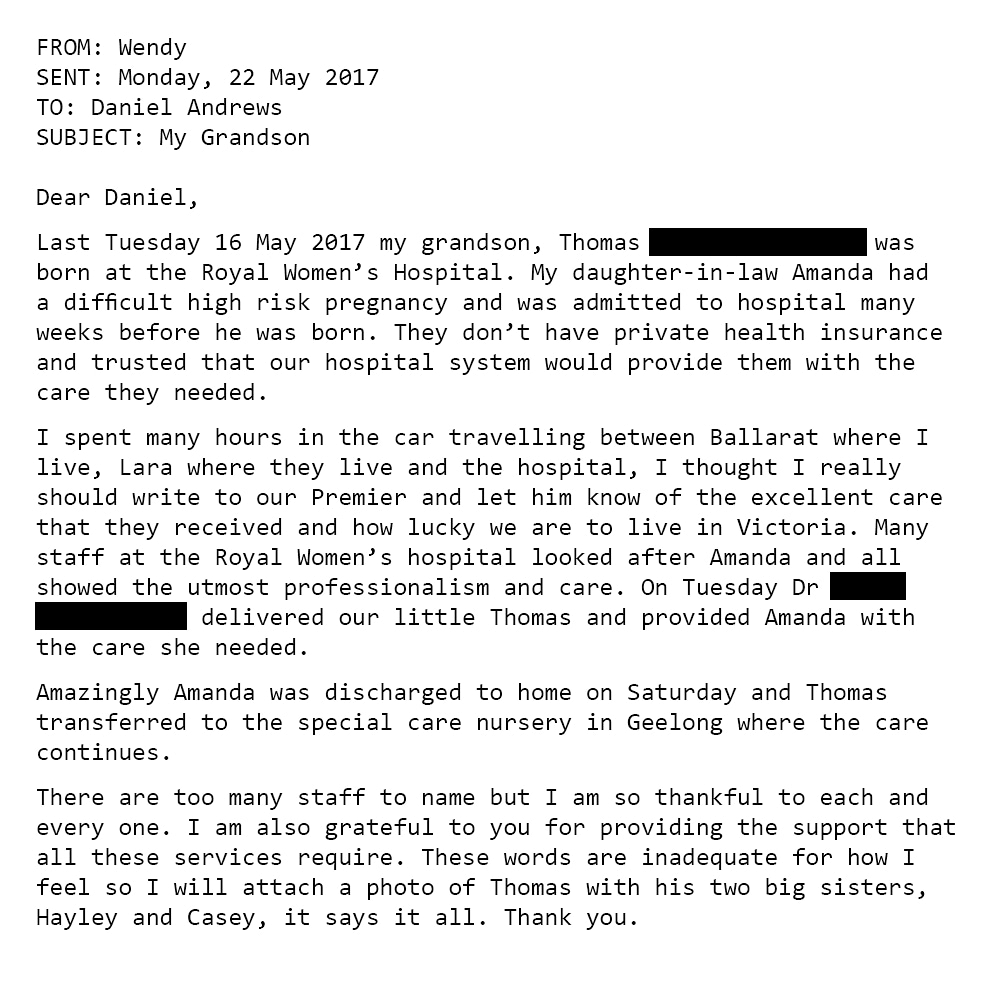 FROM: Wendy
SENT: Monday, 22 May 2017
TO: Daniel Andrews
SUBJECT: My Grandson
Dear Daniel,
Last Tuesday 16 May 2017 my grandson, Thomas was
born at the Royal Women’s Hospital. My daughter-in-law Amanda had
a difficult high risk pregnancy and was admitted to hospital many
weeks before he was born. They don’t have private health insurance
and trusted that our hospital system would provide them with the
care they needed.
I spent many hours in the car travelling between Ballarat where I
live, Lara where they live and the hospital, I thought I really
should write to our Premier and let him know of the excellent care
that they received and how lucky we are to live in Victoria. Many
staff at the Royal Women’s hospital looked after Amanda and all
showed the utmost professionalism and care. On Tuesday Dr
delivered our little Thomas and provided Amanda with
the care she needed.
Amazingly Amanda was discharged to home on Saturday and Thomas
transferred to the special care nursery in Geelong where the care
continues.
There are too many staff to name but I am so thankful to each and
every one. I am also grateful to you for providing the support that
all these services require. These words are inadequate for how I
feel so I will attach a photo of Thomas with his two big sisters,
Hayley and Casey, it says it all. Thank you.